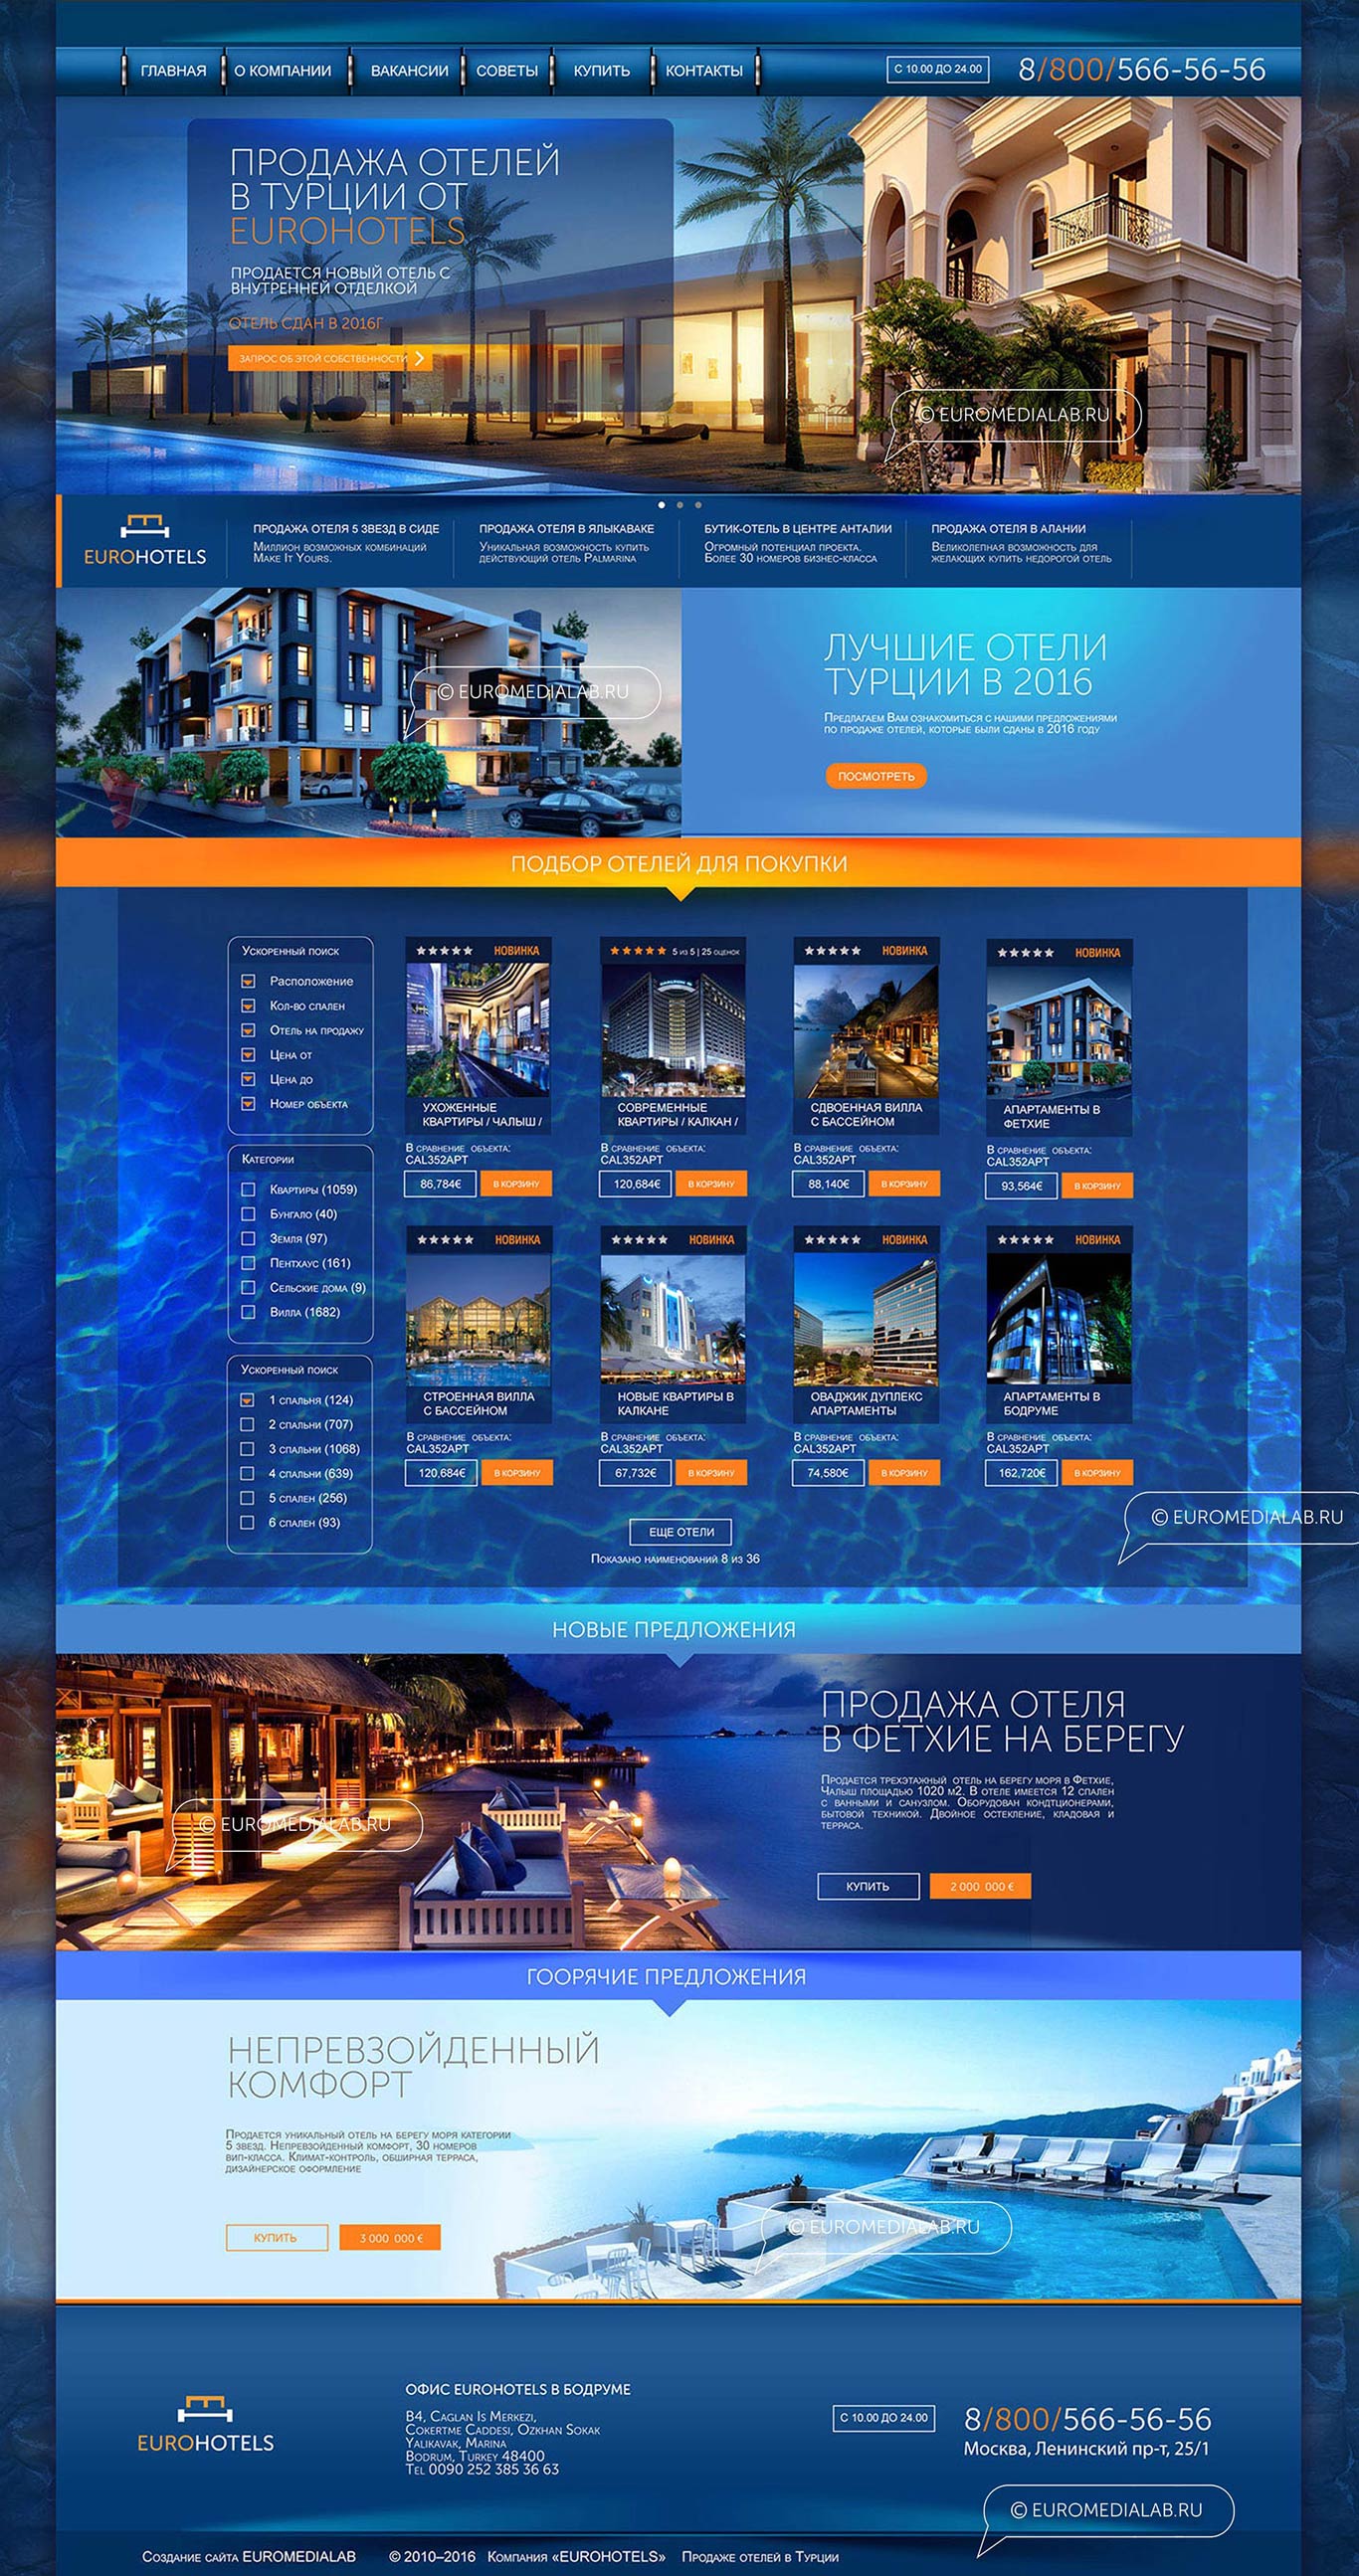 ГЛАВНАЯ О КОМПАНИИ ВАКАНСИИ СОВЕТЫ КУПИТЬ КОНТАКТЫ С 10.00 ДО 24.00 8/800/566-56-56
ПРОДАЖА ОТЕЛЕЙ
В ТУРЦИИ ОТ
EUROHOTELS
ПРОДАЕТСЯ НОВЫЙ ОТЕЛЬ С
ВНУТРЕННЕЙ ОТДЕЛКОЙ
ОТЕЛЬ СДАН В 2016Г
ЗАПРОС ОБ ЭТОЙ СОБСТВЕННОСТИ
© EUROMEDIALAB.RU
EUROHOTELS
ПРОДАЖА ОТЕЛЯ 5 ЗВЕЗД В СИДЕ
Миллион возможных комбинаций
Make It Yours.
ПРОДАЖА ОТЕЛЯ В ЯЛЫКАВАКЕ
Уникальная возможность купить
действующий отель Palmarina
БУТИК-ОТЕЛЬ В ЦЕНТРЕ АНТАЛИИ
Огромный потенциал проекта.
Более 30 номеров бизнес-класса
ПРОДАЖА ОТЕЛЯ В АЛАНИИ
Великолепная возможность для
желающих купить недорогой отель
© EUROMEDIALAB.RU
ЛУЧШИЕ ОТЕЛИ
ТУРЦИИ В 2016
Предлагаем Вам ознакомиться с нашими предложениями
по продаже отелей, которые были сданы в 2016 году
ПОСМОТРЕТЬ
ПОДБОР ОТЕЛЕЙ ДЛЯ ПОКУПКИ
Ускоренный поиск
Расположение
Кол-во спален
Отель на продажу
Цена от
Цена до
Номер объекта
Категории
Квартиры (1059)
Бунгало (40)
Земля (97)
Пентхаус (161)
Сельские дома (9)
Вилла (1682)
Ускоренный поиск
1 спальня (124)
2 спальни (707)
3 спальни (1068)
4 спальни (639)
5 спален (256)
6 спален (93)
НОВИНКА
УХОЖЕННЫЕ
КВАРТИРЫ / ЧАЛЫШ /
В сравнение объекта:
CAL352APT
86,784€ В КОРЗИНУ
5 из 5 | 25 оценок
СОВРЕМЕННЫЕ
КВАРТИРЫ / КАЛКАН /
В сравнение объекта:
CAL352APT
120,684€ В КОРЗИНУ
НОВИНКА
СДВОЕННАЯ ВИЛЛА
С БАССЕЙНОМ
В сравнение объекта:
CAL352APT
88,140€ В КОРЗИНУ
НОВИНКА
АПАРТАМЕНТЫ В
ФЕТХИЕ
В сравнение объекта:
CAL352APT
93,564€ В КОРЗИНУ
НОВИНКА
СТРОЕННАЯ ВИЛЛА
С БАССЕЙНОМ
В сравнение объекта:
CAL352APT
120,684€ В КОРЗИНУ
НОВИНКА
НОВЫЕ КВАРТИРЫ В
КАЛКАНЕ
В сравнение объекта:
CAL352APT
67,732€ В КОРЗИНУ
НОВИНКА
ОВАДЖИК ДУПЛЕКС
АПАРТАМЕНТЫ
В сравнение объекта:
CAL352APT
74,580€ В КОРЗИНУ
НОВИНКА
АПАРТАМЕНТЫ В
БОДРУМЕ
В сравнение объекта:
CAL352APT
162,720€ В КОРЗИНУ
© EUROMEDIALAB.RU
ЕЩЕ ОТЕЛИ
Показано наименований 8 из 36
НОВЫЕ ПРЕДЛОЖЕНИЯ
ПРОДАЖА ОТЕЛЯ
В ФЕТХИЕ НА БЕРЕГУ
Продается трехэтажный отель на берегу моря в Фетхие,
Чалыш площадью 1020 м2. В отеле имеется 12 спален
с ванными и санузлом. Оборудован кондтционерами,
бытовой техникой. Двойное остекление, кладовая и
терраса.
© EUROMEDIALAB.RU
КУПИТЬ 2 000 000 €
ГООРЯЧИЕ ПРЕДЛОЖЕНИЯ
НЕПРЕВЗОЙДЕННЫЙ
КОМФОРТ
Продается уникальный отель на берегу моря категории
5 звезд. Непревзойденный комфорт, 30 номеров
вип-класса. Климат-контроль, обширная терраса,
дизайнерское оформление
© EUROMEDIALAB.RU
КУПИТЬ 3 000 000 €
EUROHOTELS
ОФИС EUROHOTELS В БОДРУМЕ
B4, Caglan Is Merkezi,
Cokertme Caddesi, Ozkhan Sokak
Yalikavak, Marina
Bodrum, Turkey 48400
Tel 0090 252 385 36 63
С 10.00 ДО 24.00 8/800/566-56-56
Москва, Ленинский пр-т, 25/1
© EUROMEDIALAB.RU
Создание сайта EUROMEDIALAB © 2010–2016 Компания «EUROHOTELS» Продаже отелей в Турции